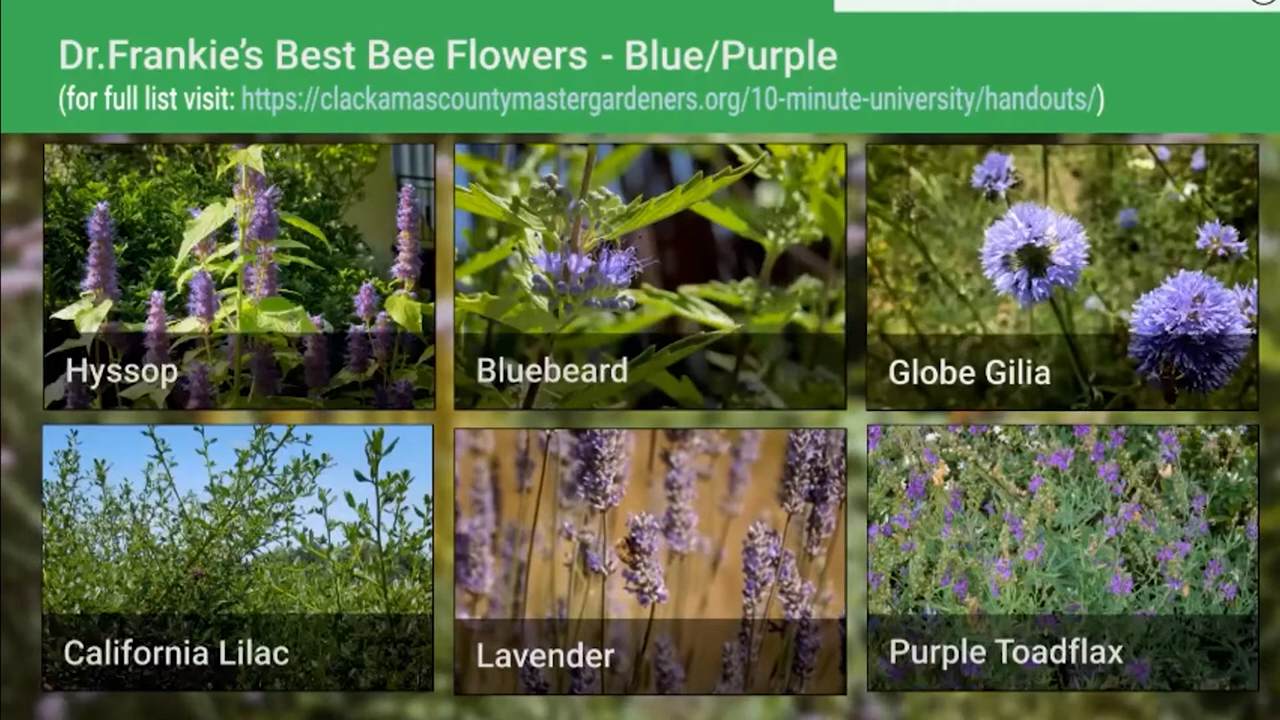 Dr.Frankie's Best Bee Flowers - Blue/Purple
(for full list visit: https://clackamascountymastergardeners.org/10-minute-university/handouts/)
Hyssop
Bluebeard
Globe Gilia
California Lilac
Lavender
Purple Toadflax